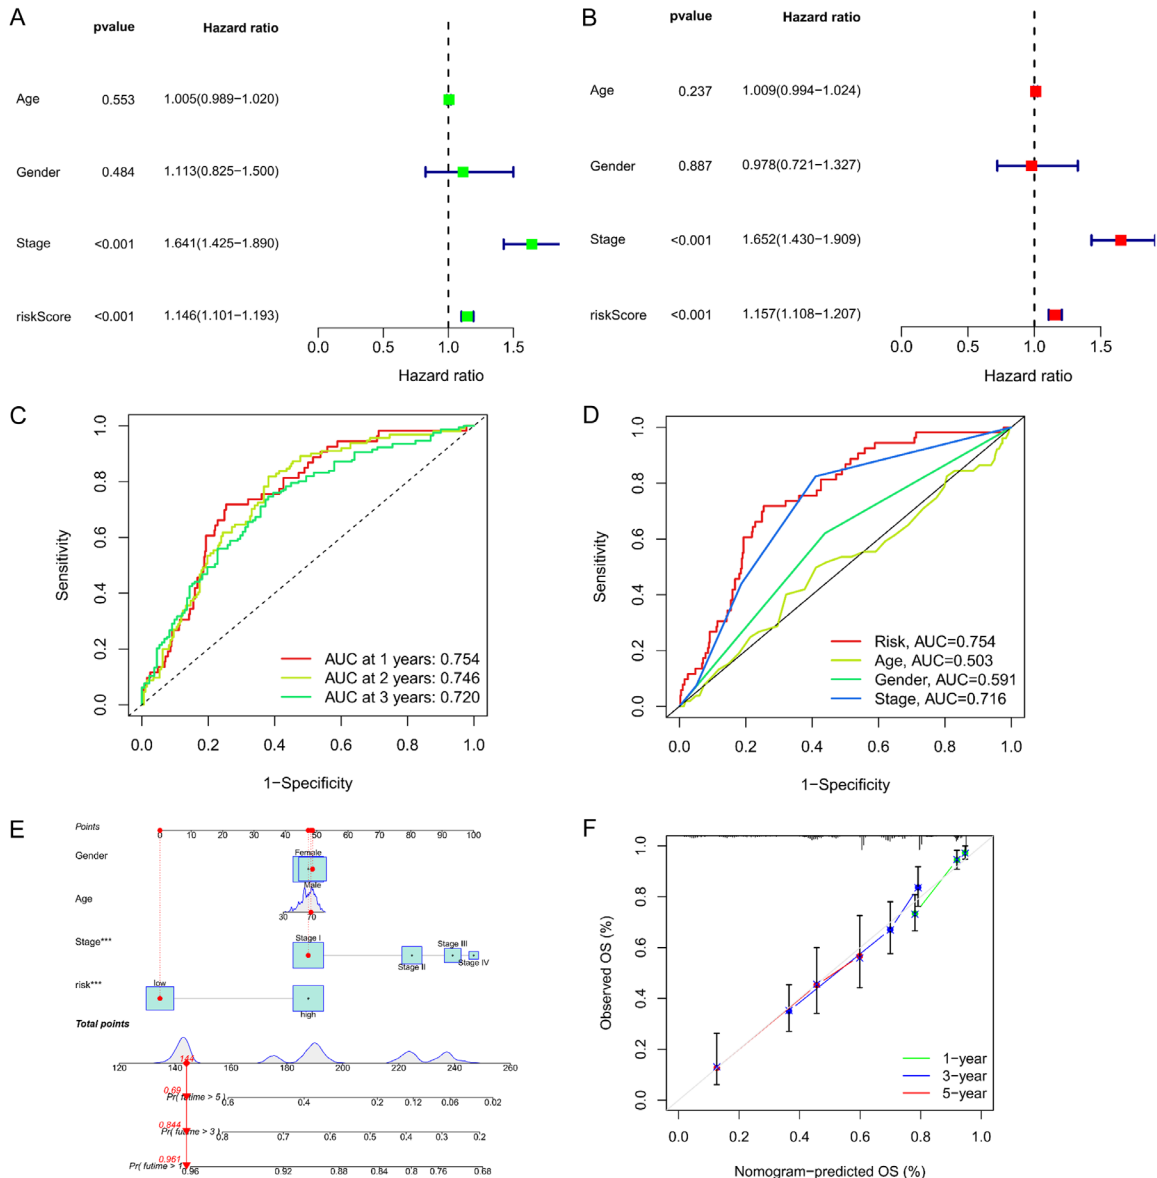 A
pvalue Hazard ratio
Age 0.553 1.005(0.989−1.020)
Gender 0.484 1.113(0.825−1.500)
Stage <0.001 1.641(1.425−1.890)
riskScore <0.001 1.146(1.101−1.193)
0.0 0.5 1.0 1.5
Hazard ratio
B
pvalue Hazard ratio
Age 0.237 1.009(0.994−1.024)
Gender 0.887 0.978(0.721−1.327)
Stage <0.001 1.652(1.430−1.909)
riskScore <0.001 1.157(1.108−1.207)
0.0 0.5 1.0 1.5
Hazard ratio
C
Sensitivity
1.0
0.8
0.6
0.4
0.2
0.0
AUC at 1 years: 0.754
AUC at 2 years: 0.746
AUC at 3 years: 0.720
0.0 0.2 0.4 0.6 0.8 1.0
1−Specificity
D
Sensitivity
1.0
0.8
0.6
0.4
0.2
0.0
Risk, AUC=0.754
Age, AUC=0.503
Gender, AUC=0.591
Stage, AUC=0.716
0.0 0.2 0.4 0.6 0.8 1.0
1−Specificity
E
Points
0 10 20 30 40 50 60 70 80 90 100
Gender
Female
Male
Age
30 70
Stage***
Stage I
Stage II
Stage III
Stage IV
risk***
low
high
Total points
144
120 140 160 180 200 220 240 260
0.69
Pr( futime > 5 )
0.6 0.4 0.2 0.12 0.06 0.02
0.844
Pr( futime > 3 )
0.8 0.7 0.6 0.5 0.4 0.3 0.2
0.961
Pr( futime > 1
0.96 0.92 0.88 0.84 0.8 0.76 0.68
F
Observed OS (%)
1.0
0.8
0.6
0.4
0.2
0.0
1−year
3−year
5−year
0.0 0.2 0.4 0.6 0.8 1.0
Nomogram−predicted OS (%)